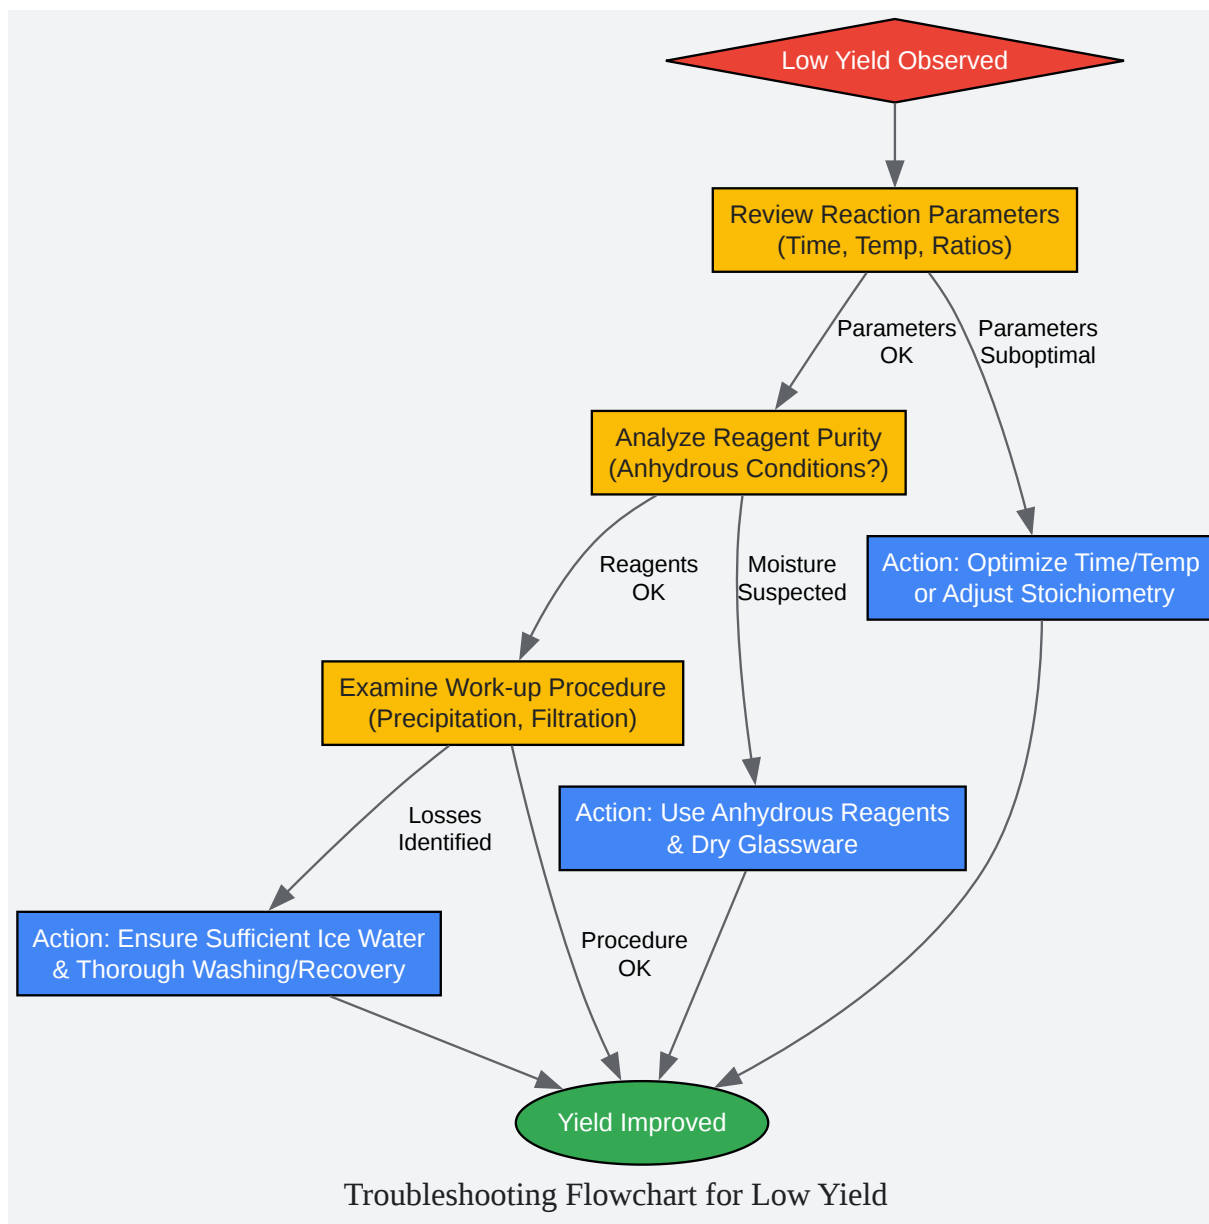 Low Yield Observed
Review Reaction Parameters
(Time, Temp, Ratios)
Parameters
OK
Parameters
Suboptimal
Analyze Reagent Purity
(Anhydrous Conditions?)
Reagents
OK
Moisture
Suspected
Action: Optimize Time/Temp
or Adjust Stoichiometry
Examine Work-up Procedure
(Precipitation, Filtration)
Losses
Identified
Action: Use Anhydrous Reagents
& Dry Glassware
Action: Ensure Sufficient Ice Water
& Thorough Washing/Recovery
Procedure
OK
Yield Improved
Troubleshooting Flowchart for Low Yield